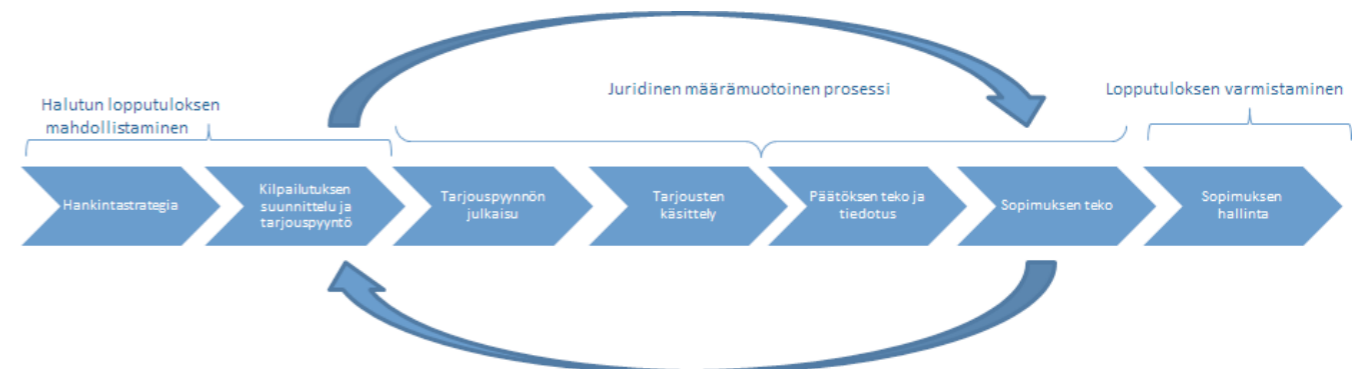 Halutun lopputuloksen
mahdollistaminen
Juridinen määrämuotoinen prosessi
Lopputuloksen varmistaminen
Hankintastrategia
Kilpailutuksen
suunnittelu ja
tarjouspyyntö
Tarjouspyynnön
julkaisu
Tarjousten
käsittely
Päätöksen teko ja
tiedotus
Sopimuksen teko
Sopimuksen
hallinta